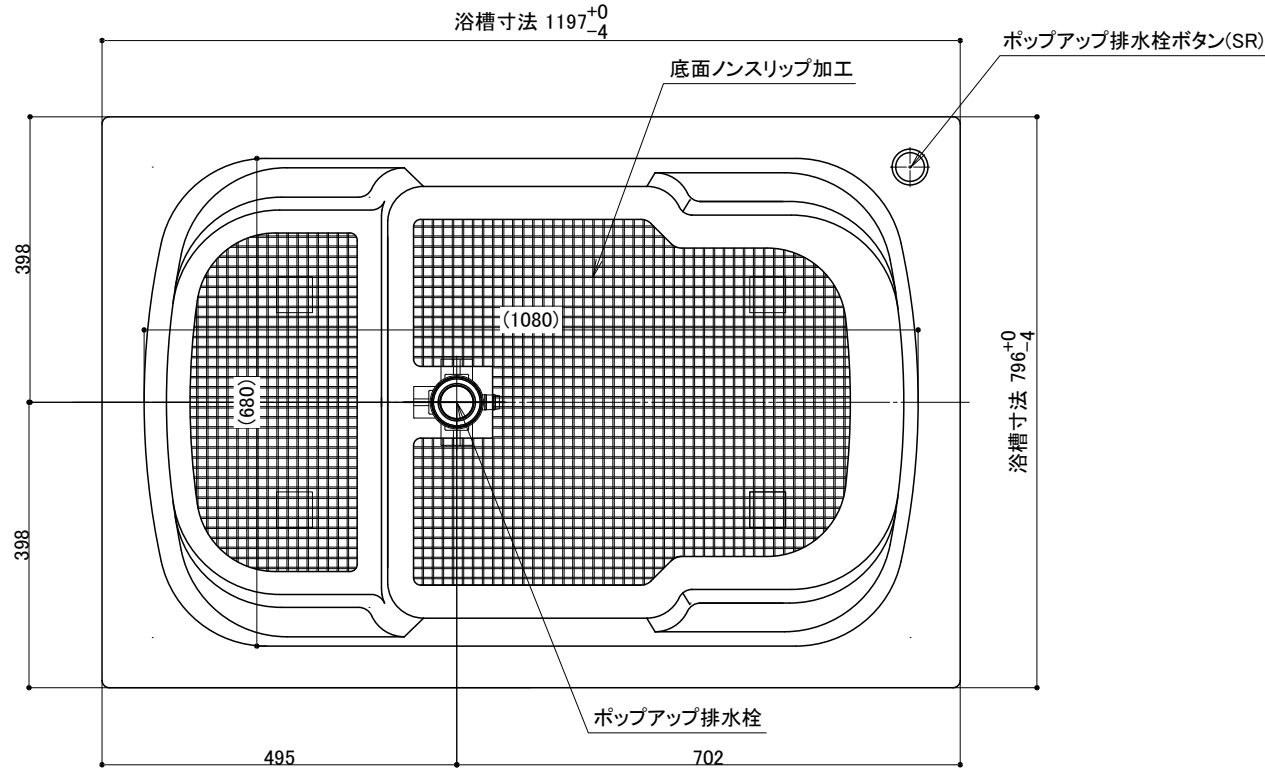 浴槽寸法 1197+0-4
ポップアップ排水栓ボタン(SR)
底面ノンスリップ加工
398
(1080)
浴槽寸法 796+0-4
(680)
398
ポップアップ排水栓
495
702